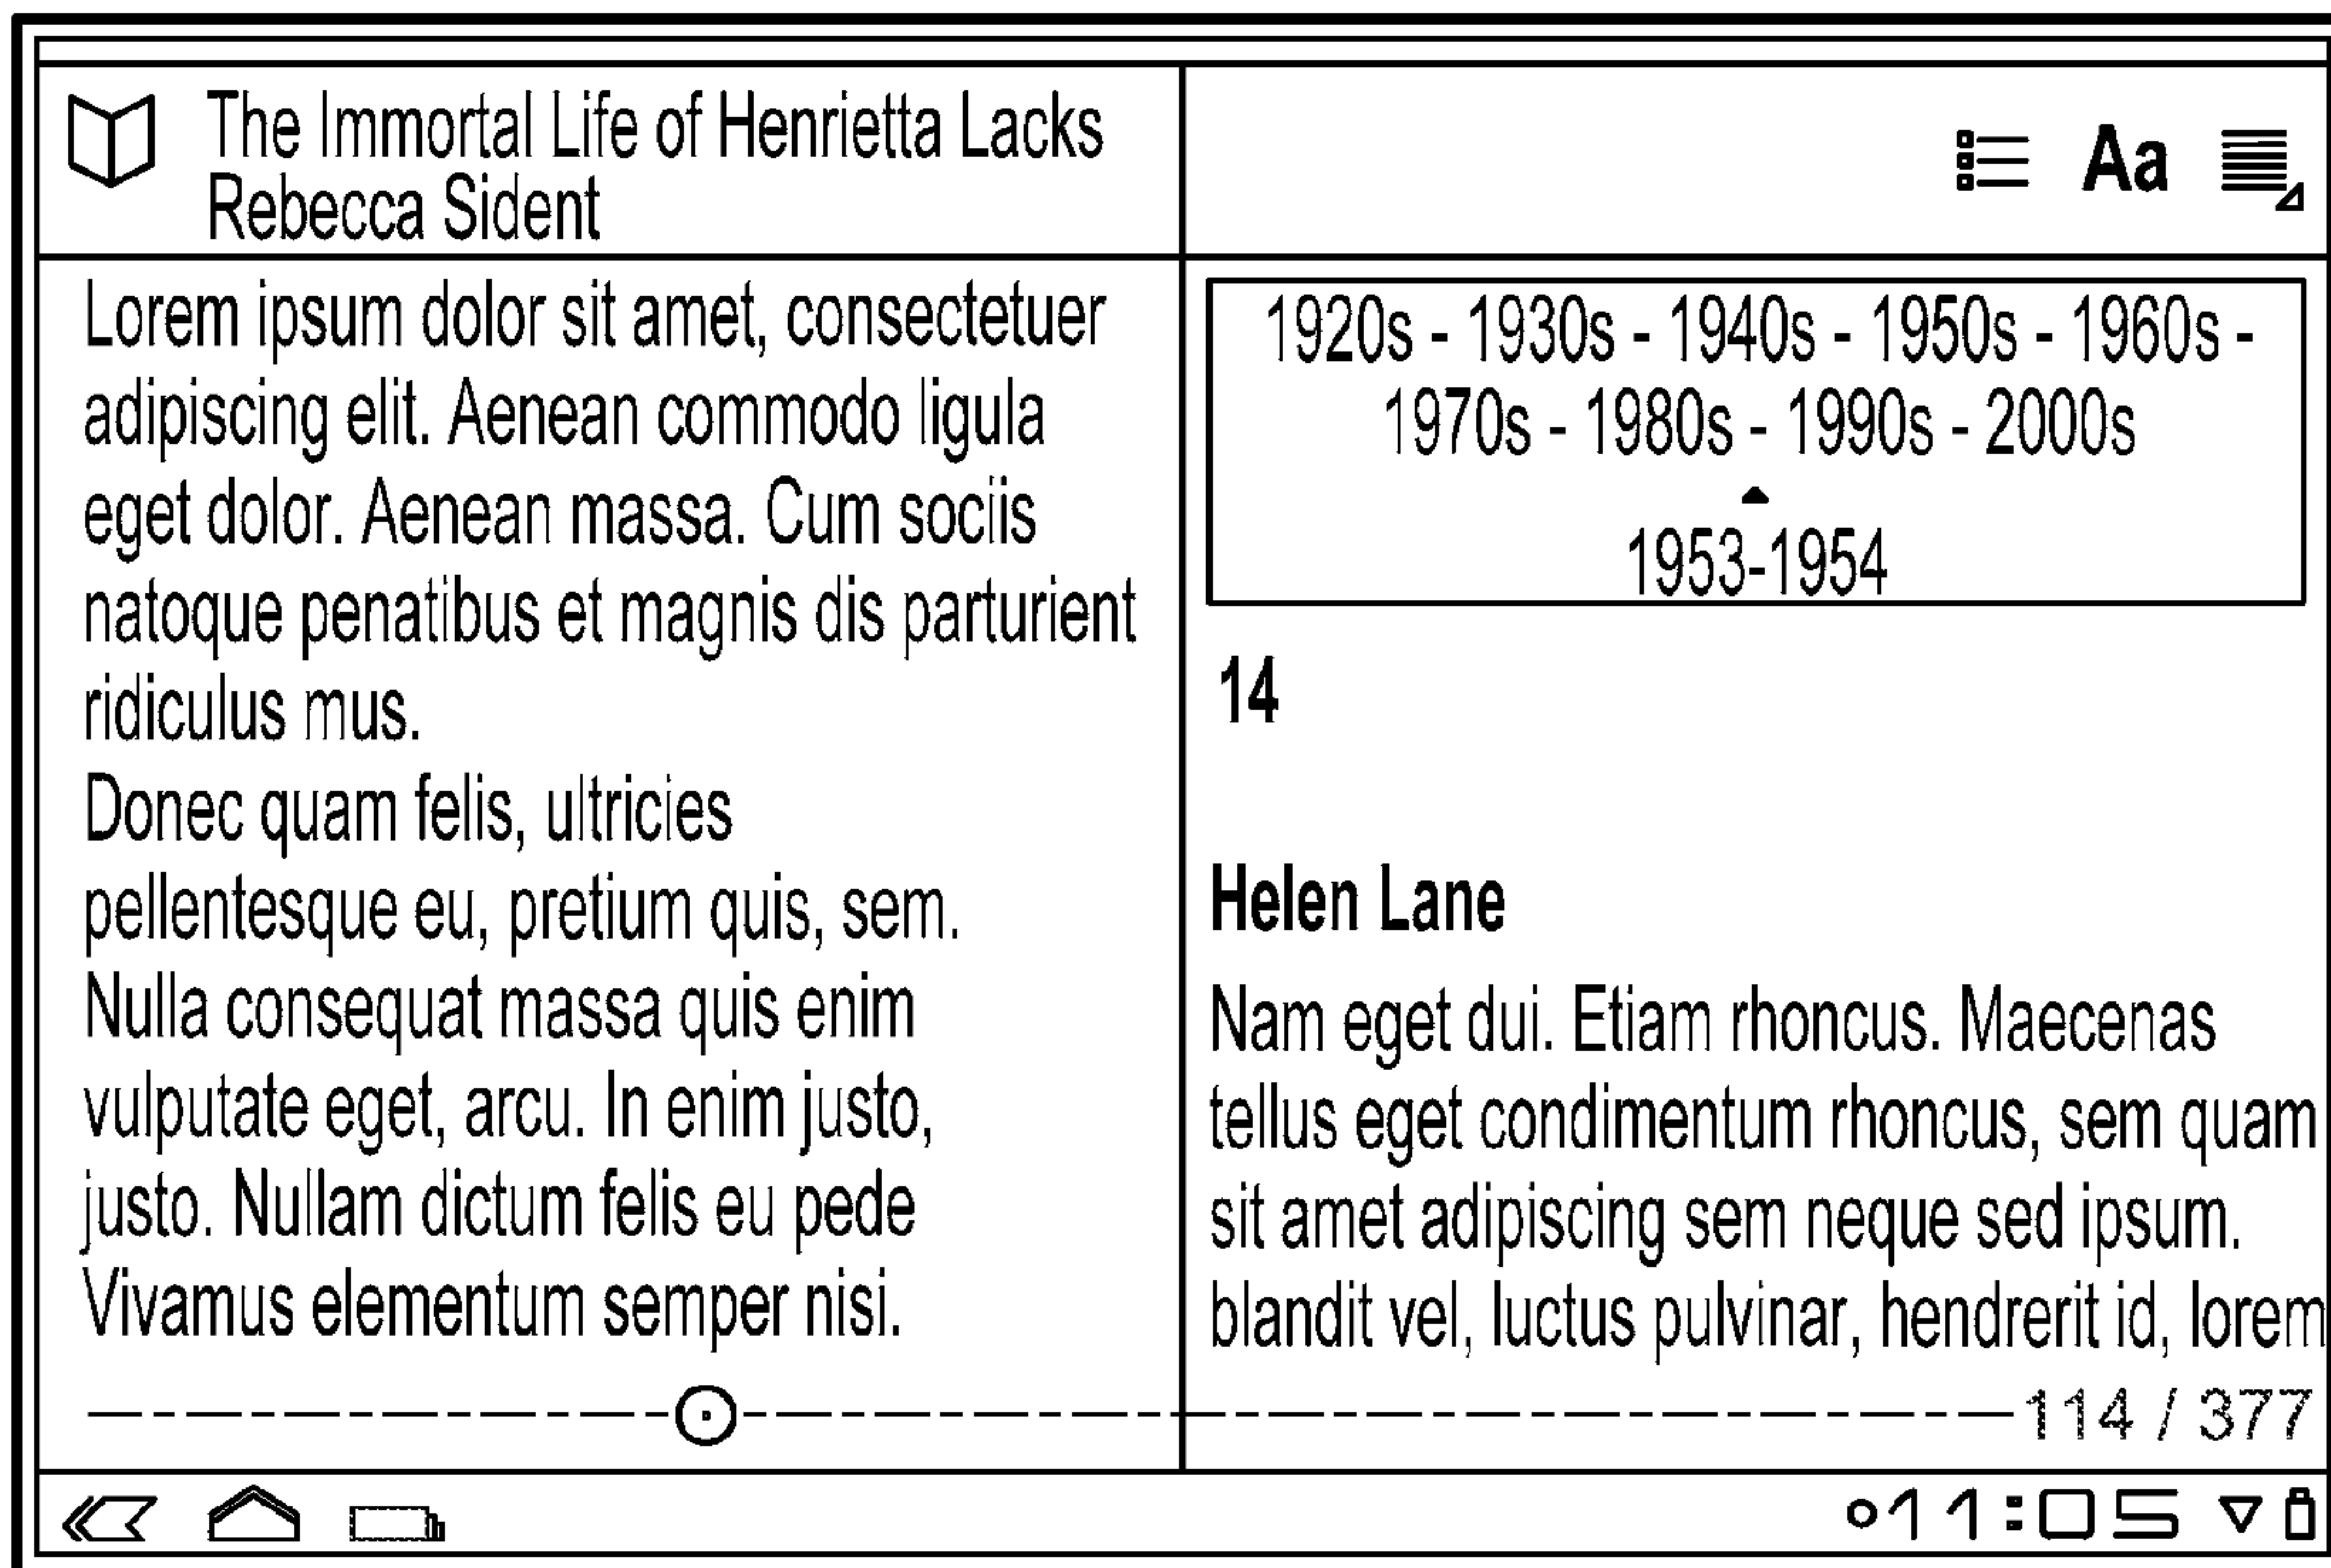 The Immortal Life of Henrietta Lacks
Rebecca Sident
Aa
Lorem ipsum dolor sit amet, consectetuer
adipiscing elit. Aenean commodo ligula
eget dolor. Aenean massa. Cum sociis
natoque penatibus et magnis dis parturient
ridiculus mus.
Donec quam felis, ultricies
pellentesque eu, pretium quis, sem.
Nulla consequat massa quis enim
vulputate eget, arcu. In enim justo,
justo. Nullam dictum felis eu pede
Vivamus elementum semper nisi.
1920s - 1930s - 1940s - 1950s - 1960s -
1970s - 1980s - 1990s - 2000s
1953-1954
14
Helen Lane
Nam eget dui. Etiam rhoncus. Maecenas
tellus eget condimentum rhoncus, sem quam
sit amet adipiscing sem neque sed ipsum.
blandit vel, luctus pulvinar, hendrerit id, lorem
114 / 377
11:05